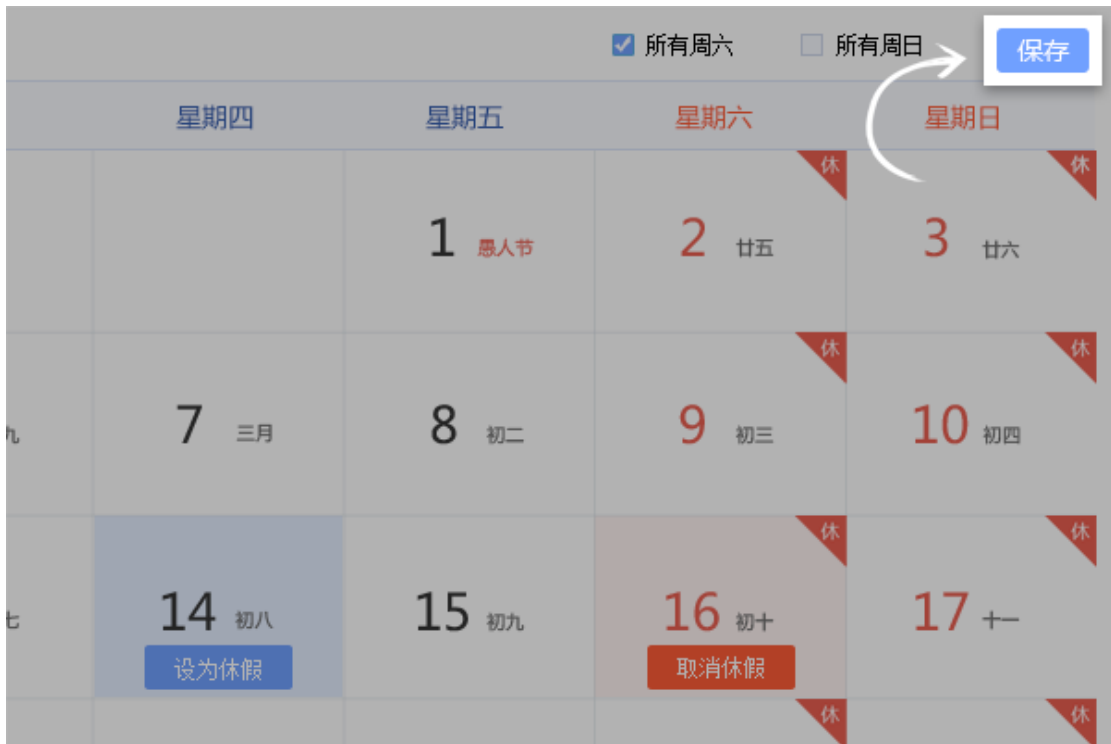 所有周六 所有周日 保存
星期四 星期五 星期六 星期日
休 休
1 愚人节 2 廿五 3 廿六
休 休
九 7 三月 8 初二 9 初三 10 初四
休 休
七 14 初八 15 初九 16 初十 17 十一
设为休假 取消休假
休 休